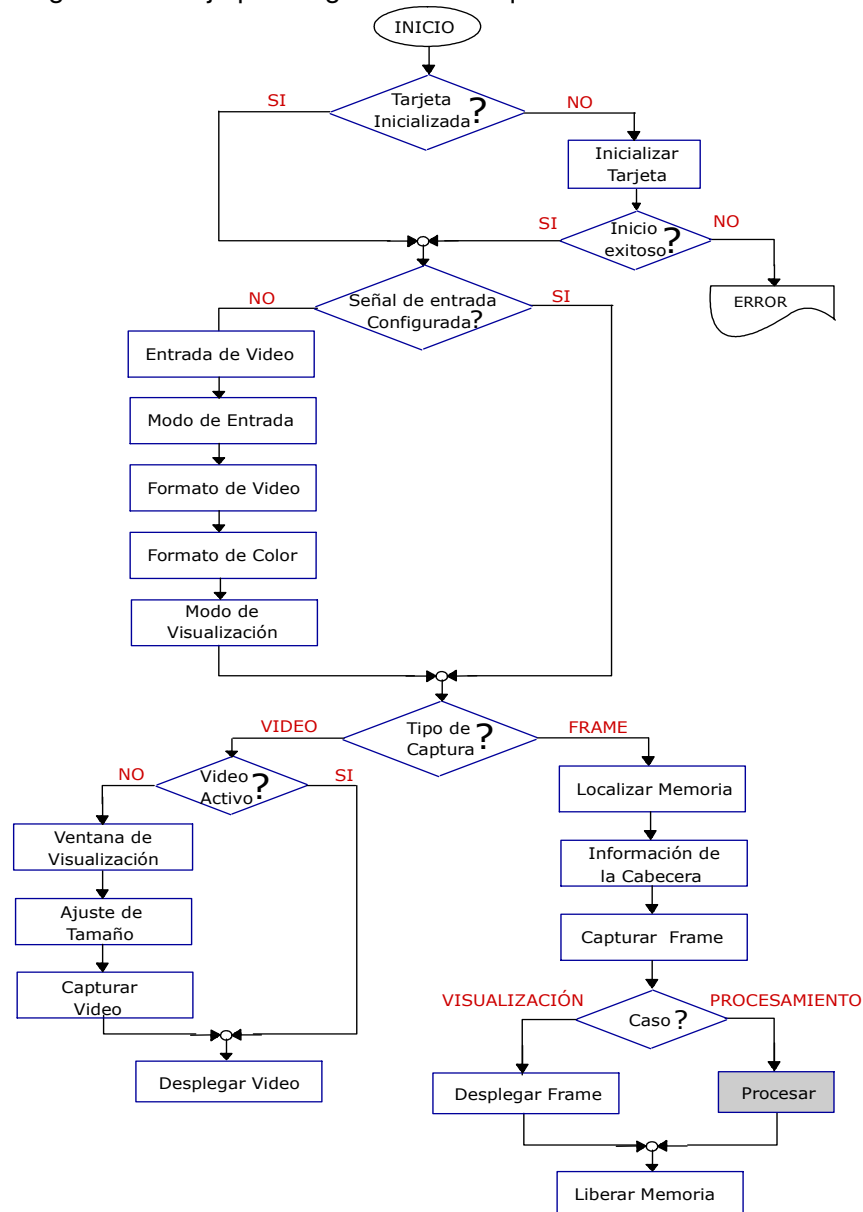 INICIO
SI
Tarjeta
Inicializada?
NO
Inicializar
Tarjeta
SI
Inicio
exitoso?
NO
ERROR
NO
Señal de entrada
Configurada?
SI
Entrada de Video
Modo de Entrada
Formato de Video
Formato de Color
Modo de
Visualización
VIDEO
Tipo de
Captura?
FRAME
NO
Video
Activo?
SI
Localizar Memoria
Ventana de
Visualización
Información de
la Cabecera
Ajuste de
Tamaño
Capturar Frame
Capturar
Video
VISUALIZACIÓN
Caso?
PROCESAMIENTO
Desplegar Video
Desplegar Frame
Procesar
Liberar Memoria